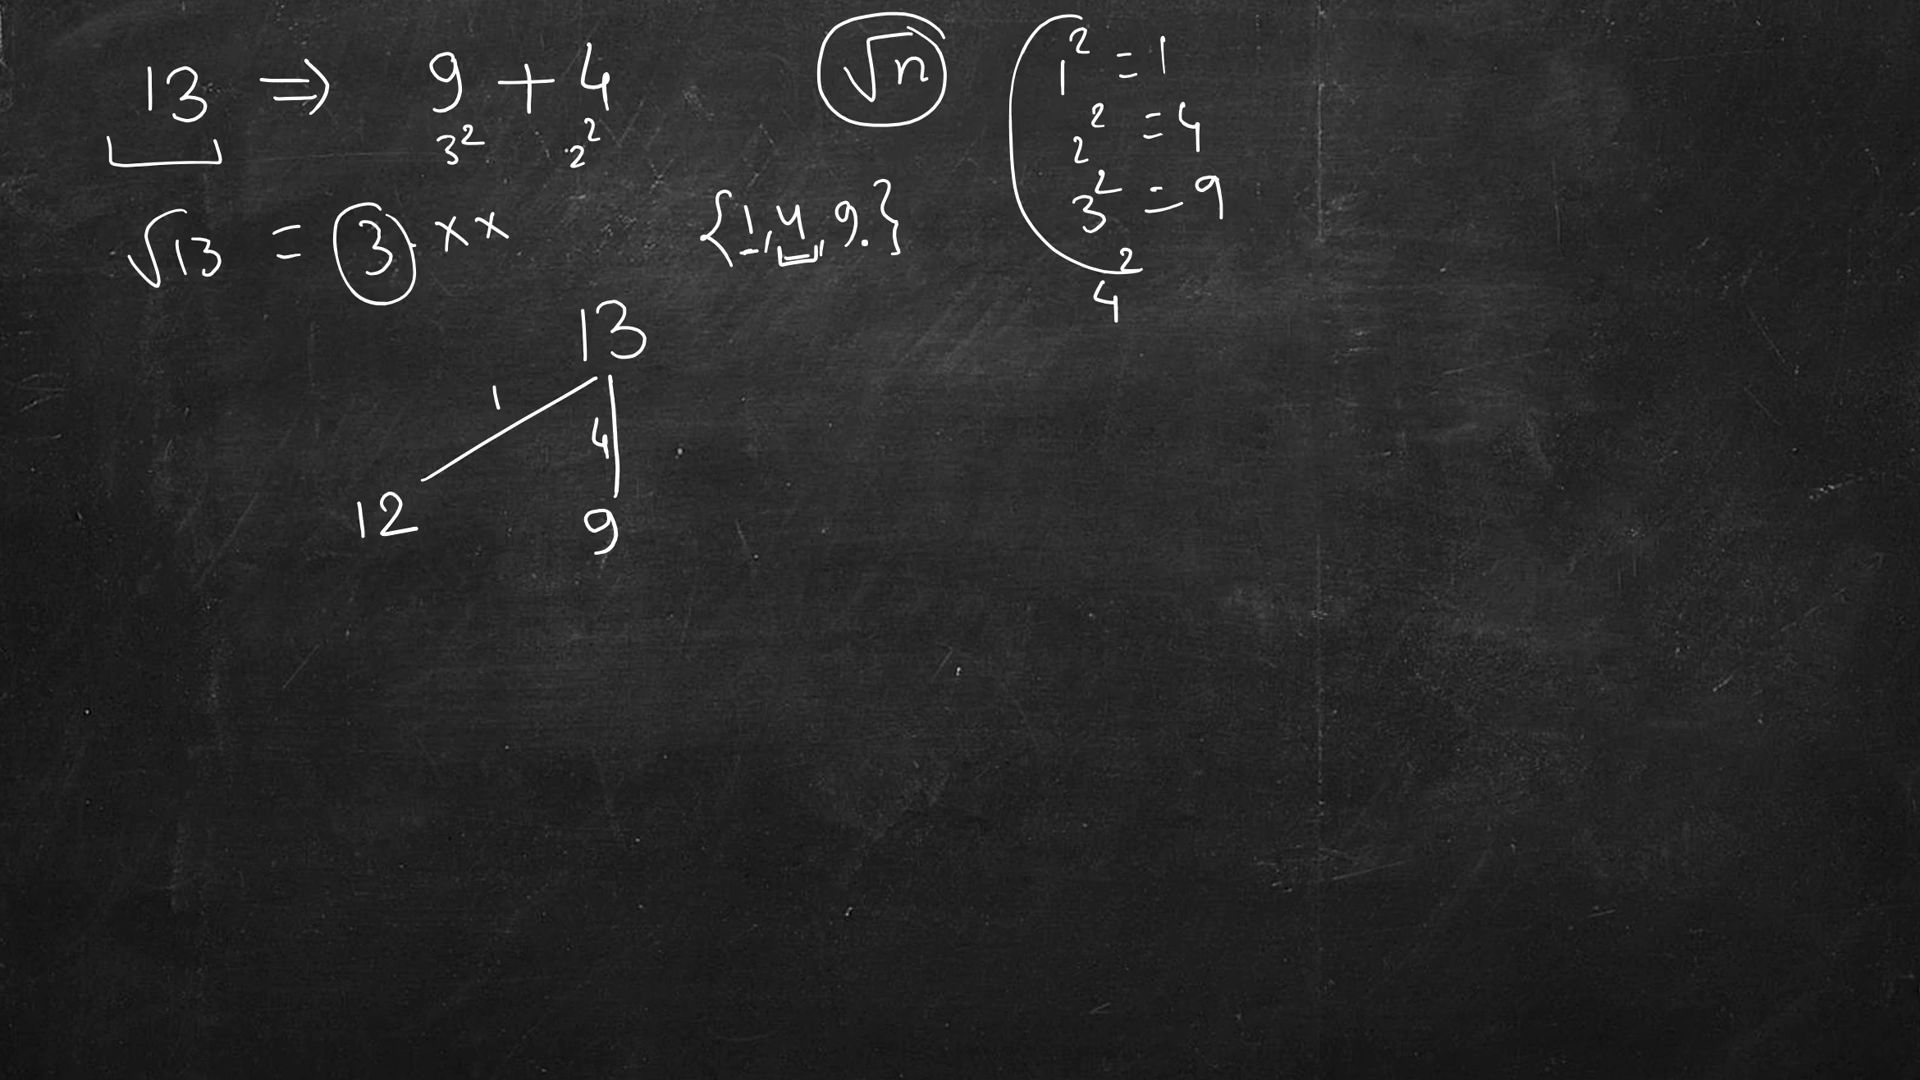 13 ⇒ 9 + 4
3² 2²
√13 = 3.xx
{1, 4, 9.}
√n
1² = 1
2² = 4
3² = 9
4²
13
1 4
12 9